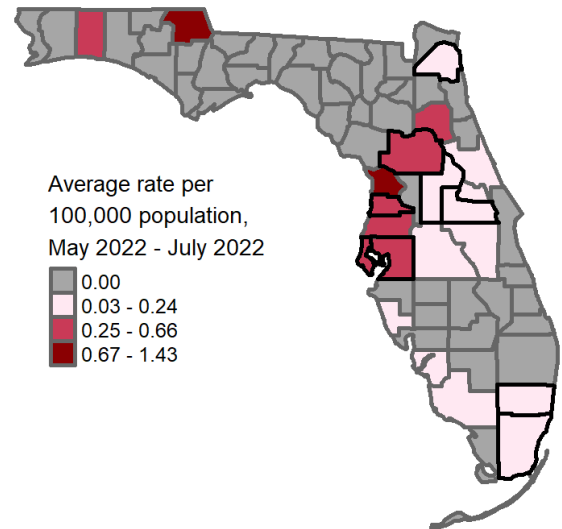 Average rate per
100,000 population,
May 2022 - July 2022
0.00
0.03 - 0.24
0.25 - 0.66
0.67 - 1.43